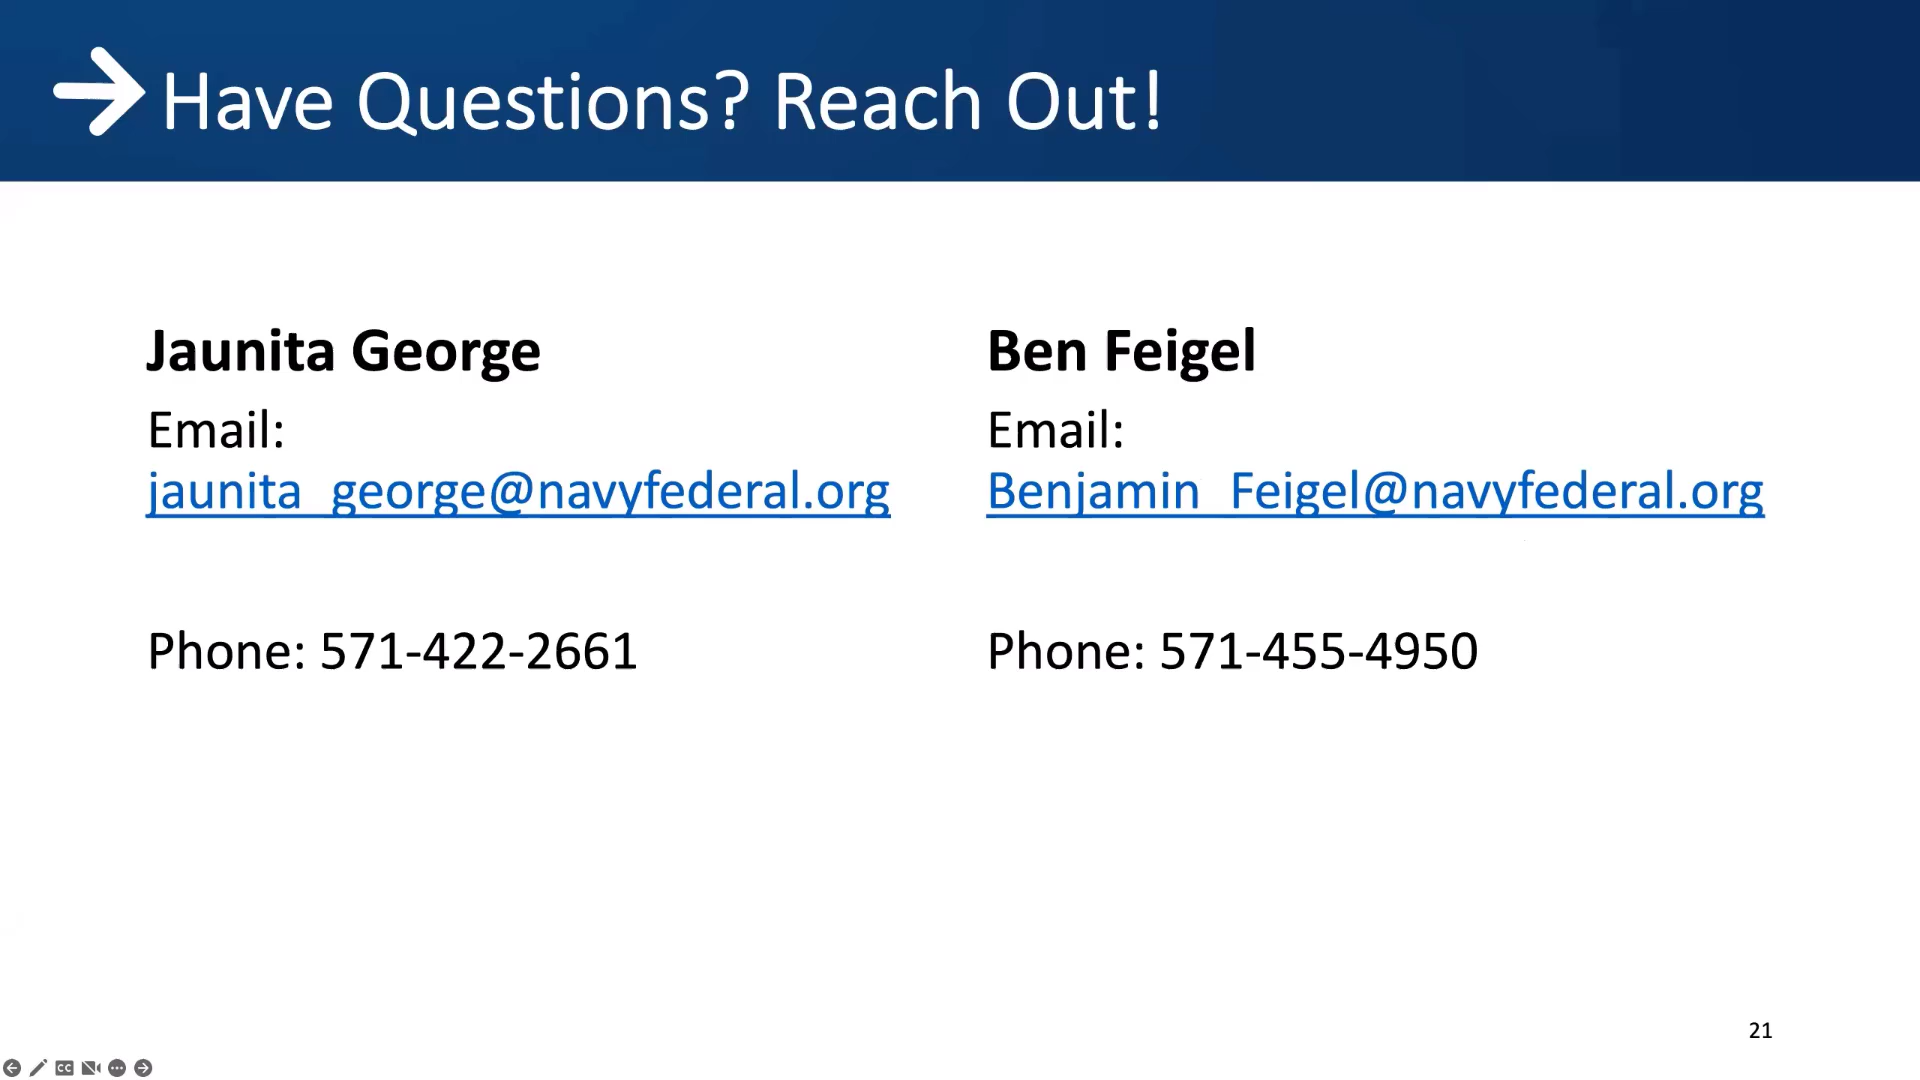 Have Questions? Reach Out!
Jaunita George
Email:
jaunita_george@navyfederal.org
Phone: 571-422-2661
Ben Feigel
Email:
Benjamin_Feigel@navyfederal.org
Phone: 571-455-4950
21
CC